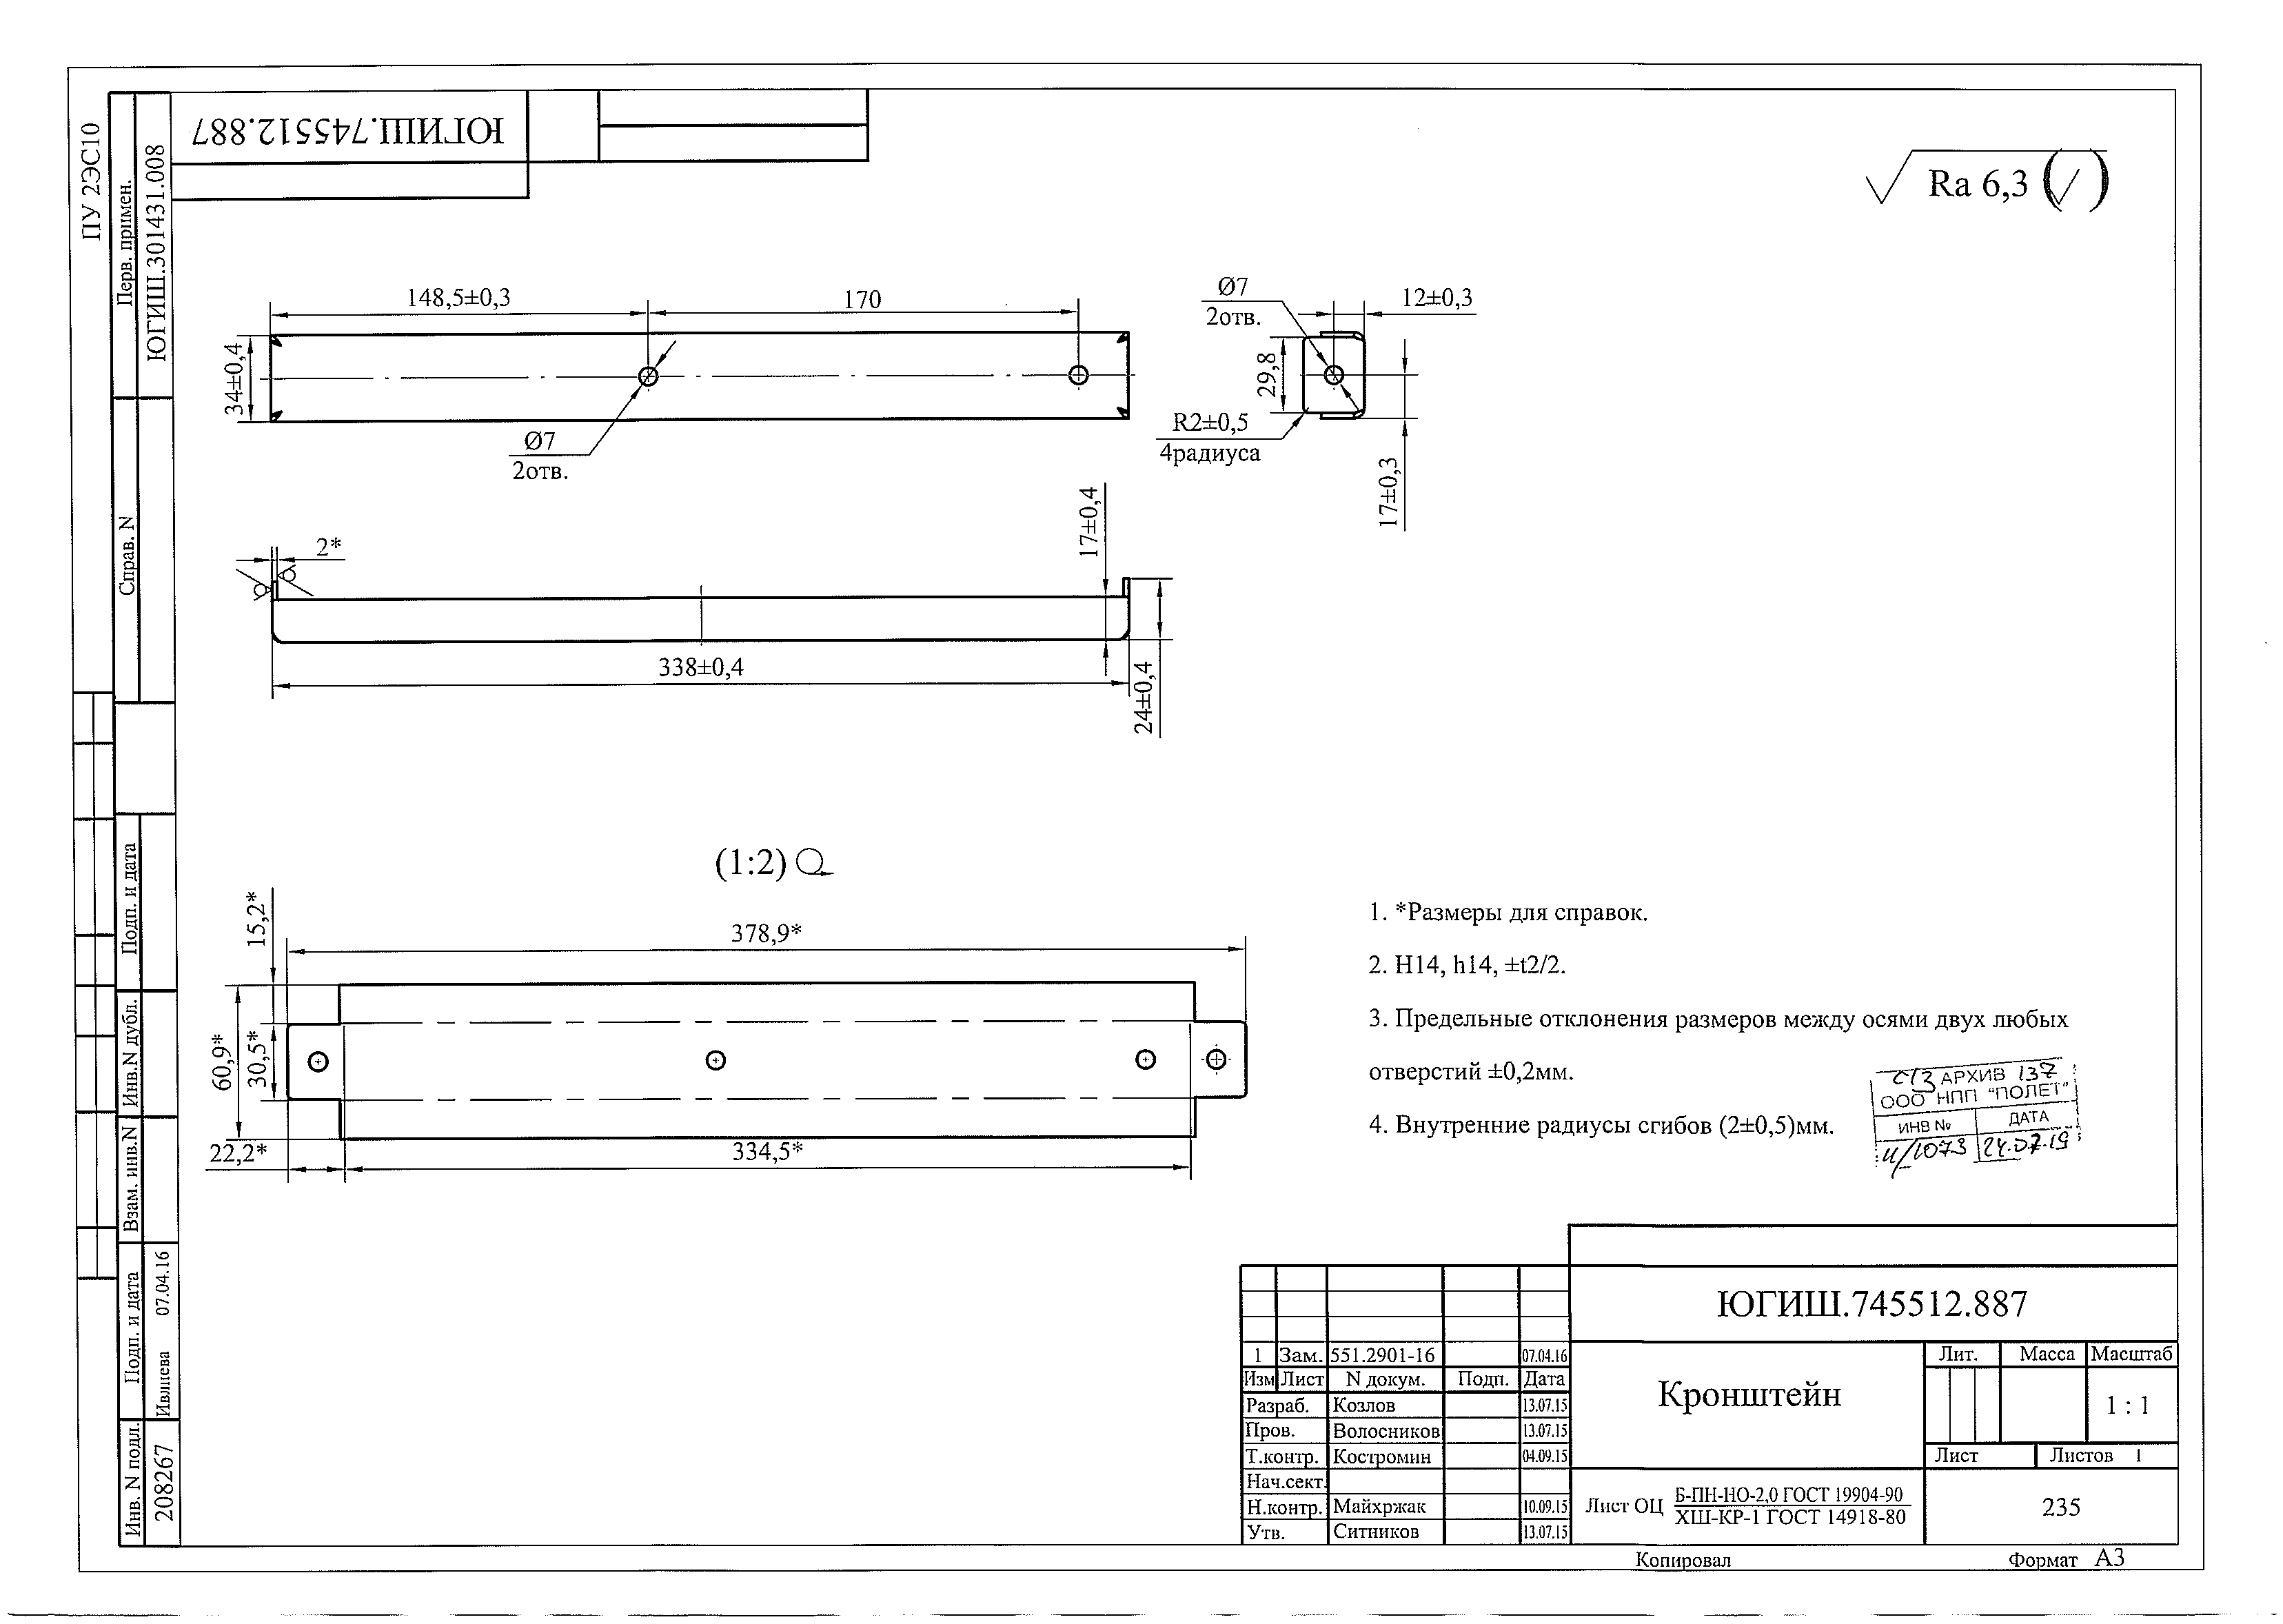 ПУ 2ЭС10
Перв. примен.
ЮГИШ.301431.008
Справ. N
Подп. и дата
Инв.N дубл.
Взам. инв.N
Подп. и дата
Ивлиева 07.04.16
Инв. N подл.
208267
ЮГИШ.745512.887
Ra 6,3 ( )
148,5±0,3
170
34±0,4
Ø7
2отв.
Ø7
2отв.
12±0,3
29,8
R2±0,5
4радиуса
17±0,3
2*
17±0,4
338±0,4
24±0,4
(1:2)
15,2*
378,9*
60,9*
30,5*
22,2*
334,5*
1. *Размеры для справок.
2. H14, h14, ±t2/2.
3. Предельные отклонения размеров между осями двух любых
отверстий ±0,2мм.
4. Внутренние радиусы сгибов (2±0,5)мм.
АРХИВ 137
ООО НПП "ПОЛЕТ"
ИНВ № ДАТА
и/1073 24.07.19
ЮГИШ.745512.887
1 Зам. 551.2901-16 07.04.16
Изм Лист N докум. Подп. Дата
Разраб. Козлов 13.07.15
Пров. Волосников 13.07.15
Т.контр. Костромин 04.09.15
Нач.сект.
Н.контр. Майхржак 10.09.15
Утв. Ситников 13.07.15
Кронштейн
Лит. Масса Масштаб
1 : 1
Лист Листов 1
Лист ОЦ Б-ПН-НО-2,0 ГОСТ 19904-90
ХШ-КР-1 ГОСТ 14918-80
235
Копировал Формат А3